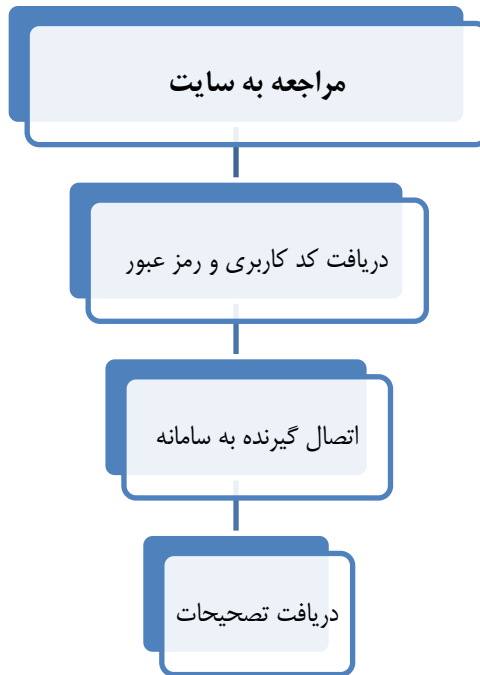 مراجعه به سایت
دریافت کد کاربری و رمز عبور
اتصال گیرنده به سامانه
دریافت تصحیحات